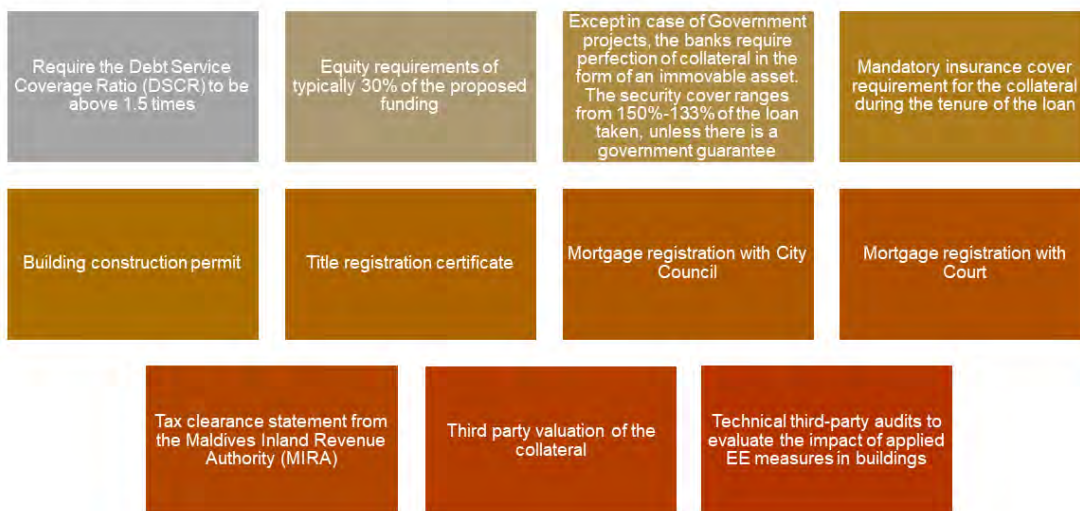 Require the Debt Service
Coverage Ratio (DSCR) to be
above 1.5 times
Equity requirements of
typically 30% of the proposed
funding
Except in case of Government
projects, the banks require
perfection of collateral in the
form of an immovable asset.
The security cover ranges
from 150%-133% of the loan
taken, unless there is a
government guarantee
Mandatory insurance cover
requirement for the collateral
during the tenure of the loan
Building construction permit
Title registration certificate
Mortgage registration with City
Council
Mortgage registration with
Court
Tax clearance statement from
the Maldives Inland Revenue
Authority (MIRA)
Third party valuation of the
collateral
Technical third-party audits to
evaluate the impact of applied
EE measures in buildings